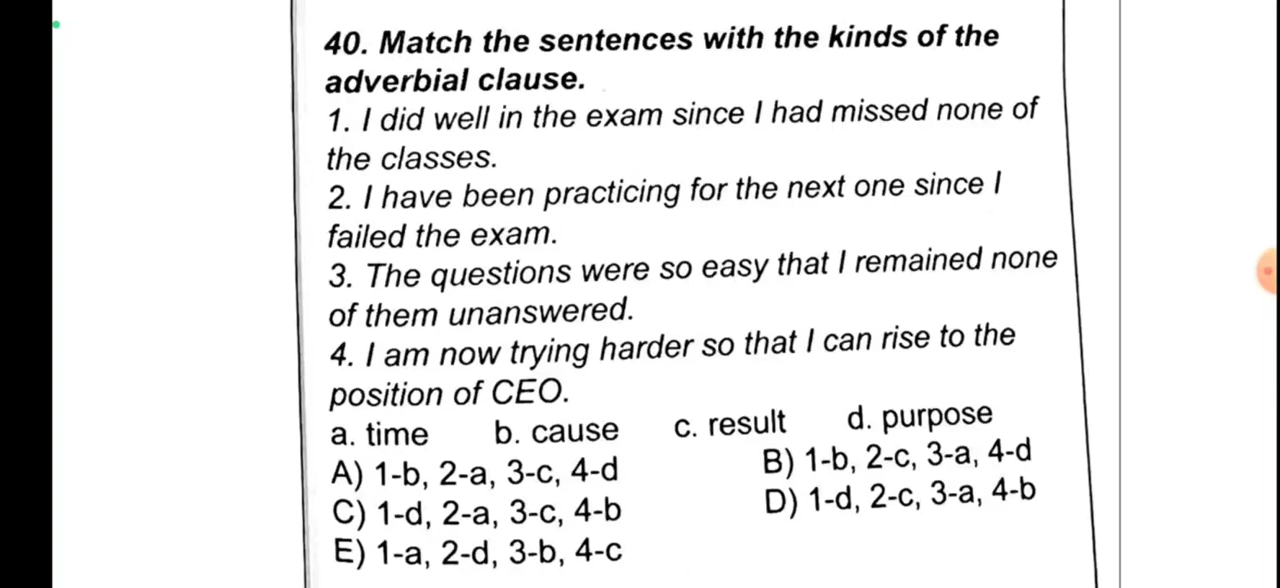 40. Match the sentences with the kinds of the
adverbial clause.
1. I did well in the exam since I had missed none of
the classes.
2. I have been practicing for the next one since I
failed the exam.
3. The questions were so easy that I remained none
of them unanswered.
4. I am now trying harder so that I can rise to the
position of CEO.
a. time b. cause c. result d. purpose
A) 1-b, 2-a, 3-c, 4-d B) 1-b, 2-c, 3-a, 4-d
C) 1-d, 2-a, 3-c, 4-b D) 1-d, 2-c, 3-a, 4-b
E) 1-a, 2-d, 3-b, 4-c